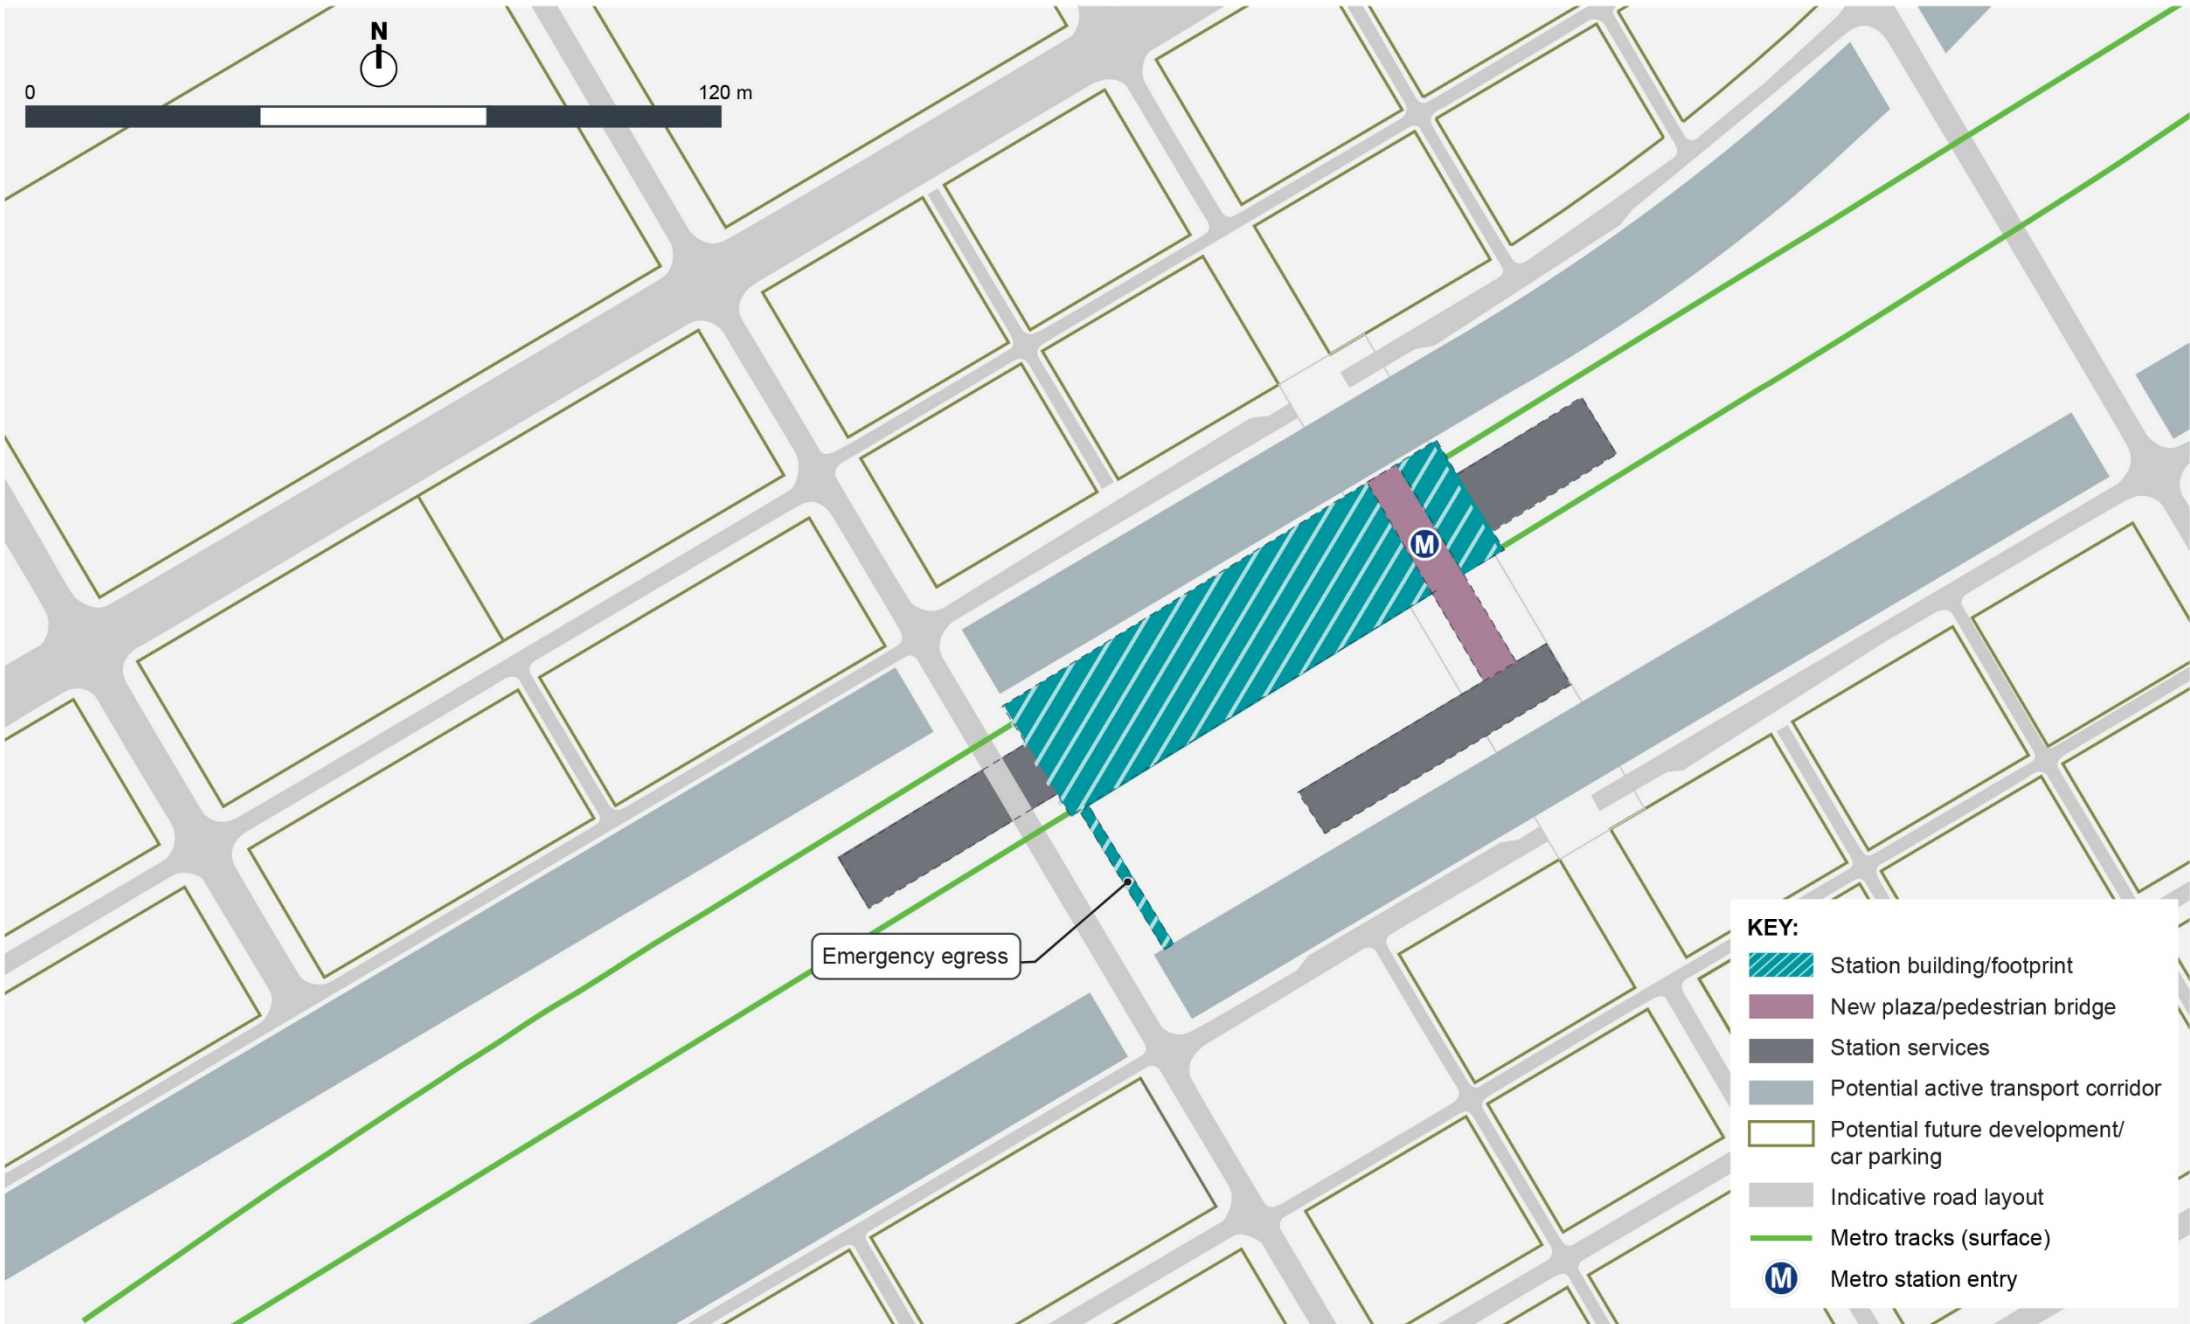 N
0
120 m
M
Emergency egress
KEY:
Station building/footprint
New plaza/pedestrian bridge
Station services
Potential active transport corridor
Potential future development/
car parking
Indicative road layout
Metro tracks (surface)
M Metro station entry